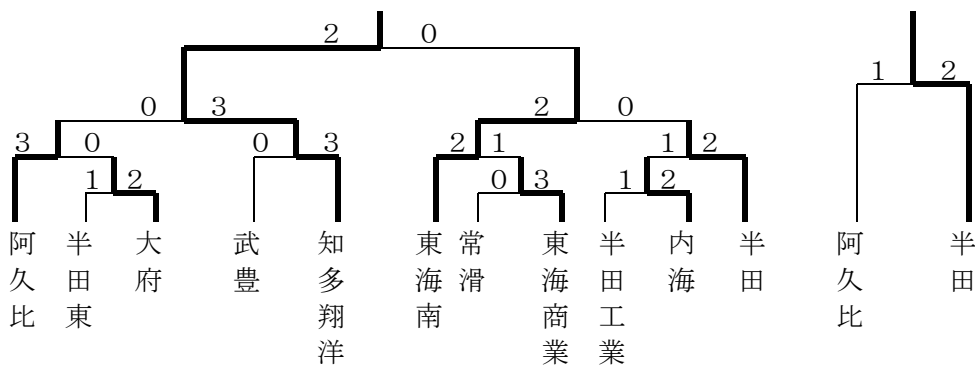 2 0
1 2
0 3
2 0
3 0
0 3
2 1
1 2
1 2
0 3
1 2
阿久比
半田東
大府
武豊
知多翔洋
東海南
常滑
東海商業
半田工業
内海
半田
阿久比
半田